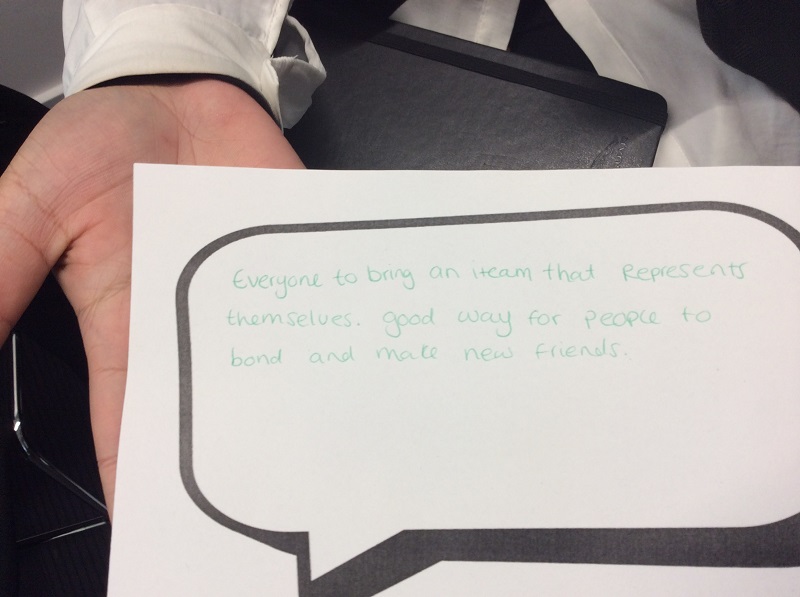 Everyone to bring an iteam that Represents
themselves. good way for people to
bond and make new friends.